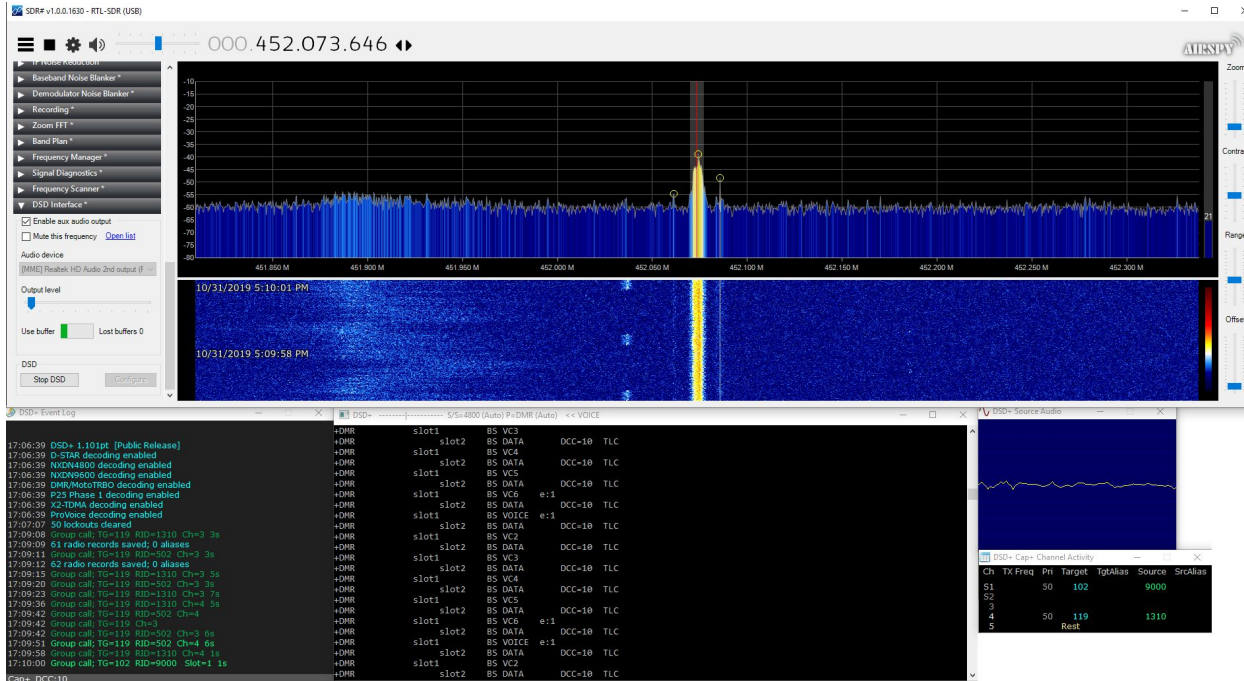 SDR# v1.0.0.1630 - RTL-SDR (USB)
000.452.073.646
AIRSPY
IF Noise Reduction
Baseband Noise Blanker *
Demodulator Noise Blanker *
Recording *
Zoom FFT *
Band Plan *
Frequency Manager *
Signal Diagnostics *
Frequency Scanner *
DSD Interface *
Enable aux audio output
Mute this frequency Open list
Audio device
[MME] Realtek HD Audio 2nd output (F
Output level
Use buffer Lost buffers 0
DSD
Stop DSD Configure
-10
-15
-20
-25
-30
-35
-40
-45
-50
-55
-60
-65
-70
-75
-80
21
451.850 M 451.900 M 451.950 M 452.000 M 452.050 M 452.100 M 452.150 M 452.200 M 452.250 M 452.300 M
10/31/2019 5:10:01 PM
10/31/2019 5:09:58 PM
Zoom
Contra
Range
Offse
DSD+ Event Log
17:06:39 DSD+ 1.101pt [Public Release]
17:06:39 D-STAR decoding enabled
17:06:39 NXDN4800 decoding enabled
17:06:39 NXDN9600 decoding enabled
17:06:39 DMR/MotoTRBO decoding enabled
17:06:39 P25 Phase 1 decoding enabled
17:06:39 X2-TDMA decoding enabled
17:06:39 ProVoice decoding enabled
17:07:07 50 lockouts cleared
17:09:08 Group call; TG=119 RID=1310 Ch=3 3s
17:09:09 61 radio records saved; 0 aliases
17:09:11 Group call; TG=119 RID=502 Ch=3 3s
17:09:12 62 radio records saved; 0 aliases
17:09:15 Group call; TG=119 RID=1310 Ch=3 5s
17:09:20 Group call; TG=119 RID=502 Ch=3 3s
17:09:23 Group call; TG=119 RID=1310 Ch=3 7s
17:09:36 Group call; TG=119 RID=1310 Ch=4 5s
17:09:42 Group call; TG=119 RID=502 Ch=4
17:09:42 Group call; TG=119 Ch=3
17:09:42 Group call; TG=119 RID=502 Ch=3 6s
17:09:51 Group call; TG=119 RID=502 Ch=4 6s
17:09:58 Group call; TG=119 RID=1310 Ch=4 1s
17:10:00 Group call; TG=102 RID=9000 Slot=1 1s
Cap+ DCC:10
DSD+ --------|----------- S/S=4800 (Auto) P=DMR (Auto) << VOICE
+DMR slot1 BS VC3
+DMR slot2 BS DATA DCC=10 TLC
+DMR slot1 BS VC4
+DMR slot2 BS DATA DCC=10 TLC
+DMR slot1 BS VC5
+DMR slot2 BS DATA DCC=10 TLC
+DMR slot1 BS VC6 e:1
+DMR slot2 BS DATA DCC=10 TLC
+DMR slot1 BS VOICE e:1
+DMR slot2 BS DATA DCC=10 TLC
+DMR slot1 BS VC2
+DMR slot2 BS DATA DCC=10 TLC
+DMR slot1 BS VC3
+DMR slot2 BS DATA DCC=10 TLC
+DMR slot1 BS VC4
+DMR slot2 BS DATA DCC=10 TLC
+DMR slot1 BS VC5
+DMR slot2 BS DATA DCC=10 TLC
+DMR slot1 BS VC6 e:1
+DMR slot2 BS DATA DCC=10 TLC
+DMR slot1 BS VOICE e:1
+DMR slot2 BS DATA DCC=10 TLC
+DMR slot1 BS VC2
+DMR slot2 BS DATA DCC=10 TLC
DSD+ Source Audio
DSD+ Cap+ Channel Activity
Ch TX Freq Pri Target TgtAlias Source SrcAlias
S1 50 102 9000
S2
3
4 50 119 1310
5 Rest